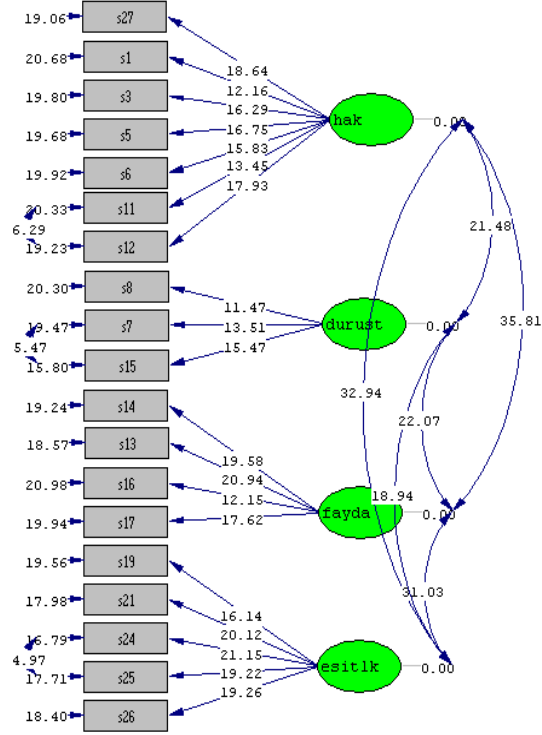 19.06 s27
20.68 s1
19.80 s3
19.68 s5
19.92 s6
20.33 s11
6.29
19.23 s12
20.30 s8
19.47 s7
5.47
15.80 s15
19.24 s14
18.57 s13
20.98 s16
19.94 s17
19.56 s19
17.98 s21
16.79 s24
4.97
17.71 s25
18.40 s26
18.64
12.16
16.29
16.75
15.83
13.45
17.93
11.47
13.51
15.47
19.58
20.94
12.15
17.62
16.14
20.12
21.15
19.22
19.26
hak 0.00
durust 0.00
fayda 0.00
esitlk 0.00
21.48
35.81
32.94
22.07
18.94
31.03